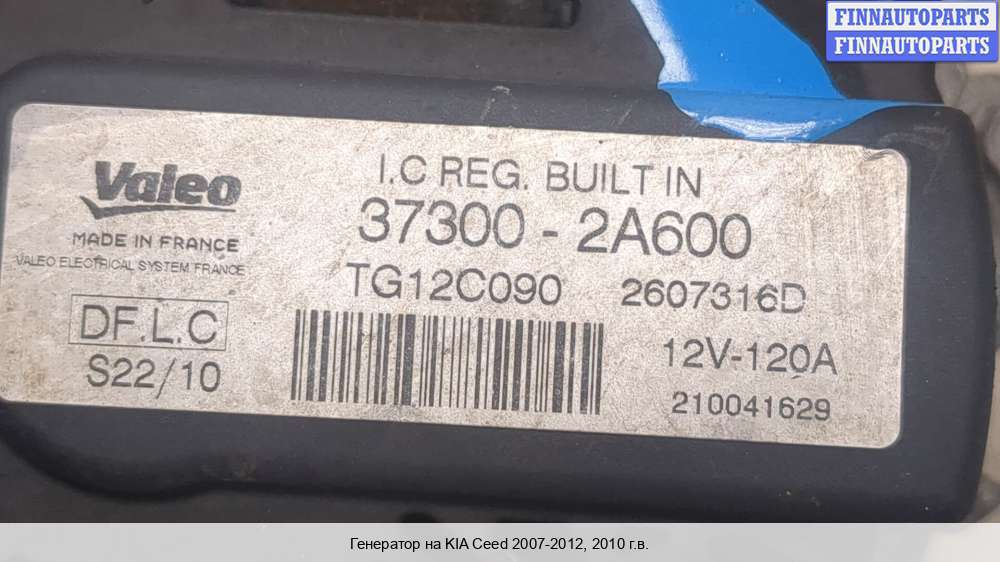 FINNAUTOPARTS
FINNAUTOPARTS
Valeo
MADE IN FRANCE
VALEO ELECTRICAL SYSTEM FRANCE
DF.L.C
S22/10
I.C REG. BUILT IN
37300 - 2A600
TG12C090 2607316D
12V-120A
210041629
Генератор на KIA Ceed 2007-2012, 2010 г.в.